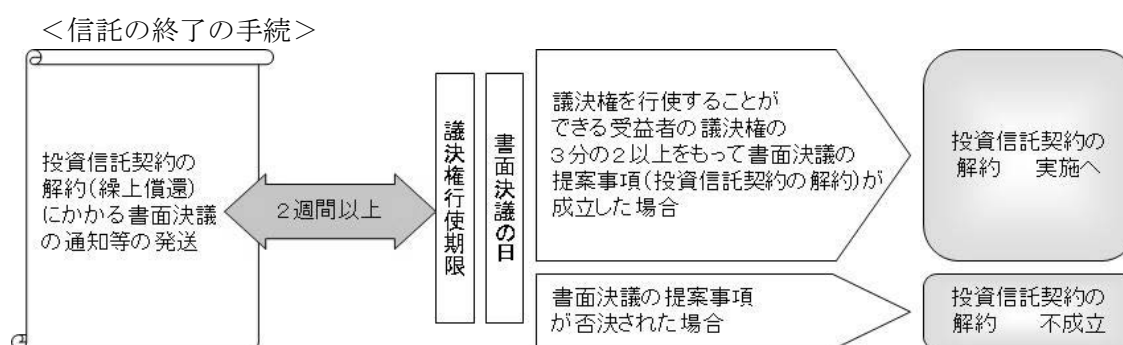 ＜信託の終了の手続＞
投資信託契約の
解約（繰上償還）
にかかる書面決議
の通知等の発送
２週間以上
議決権行使期限
書面決議の日
議決権を行使することが
できる受益者の議決権の
３分の２以上をもって書面決議の
提案事項（投資信託契約の解約）が
成立した場合
投資信託契約の
解約　実施へ
書面決議の提案事項
が否決された場合
投資信託契約の
解約　不成立